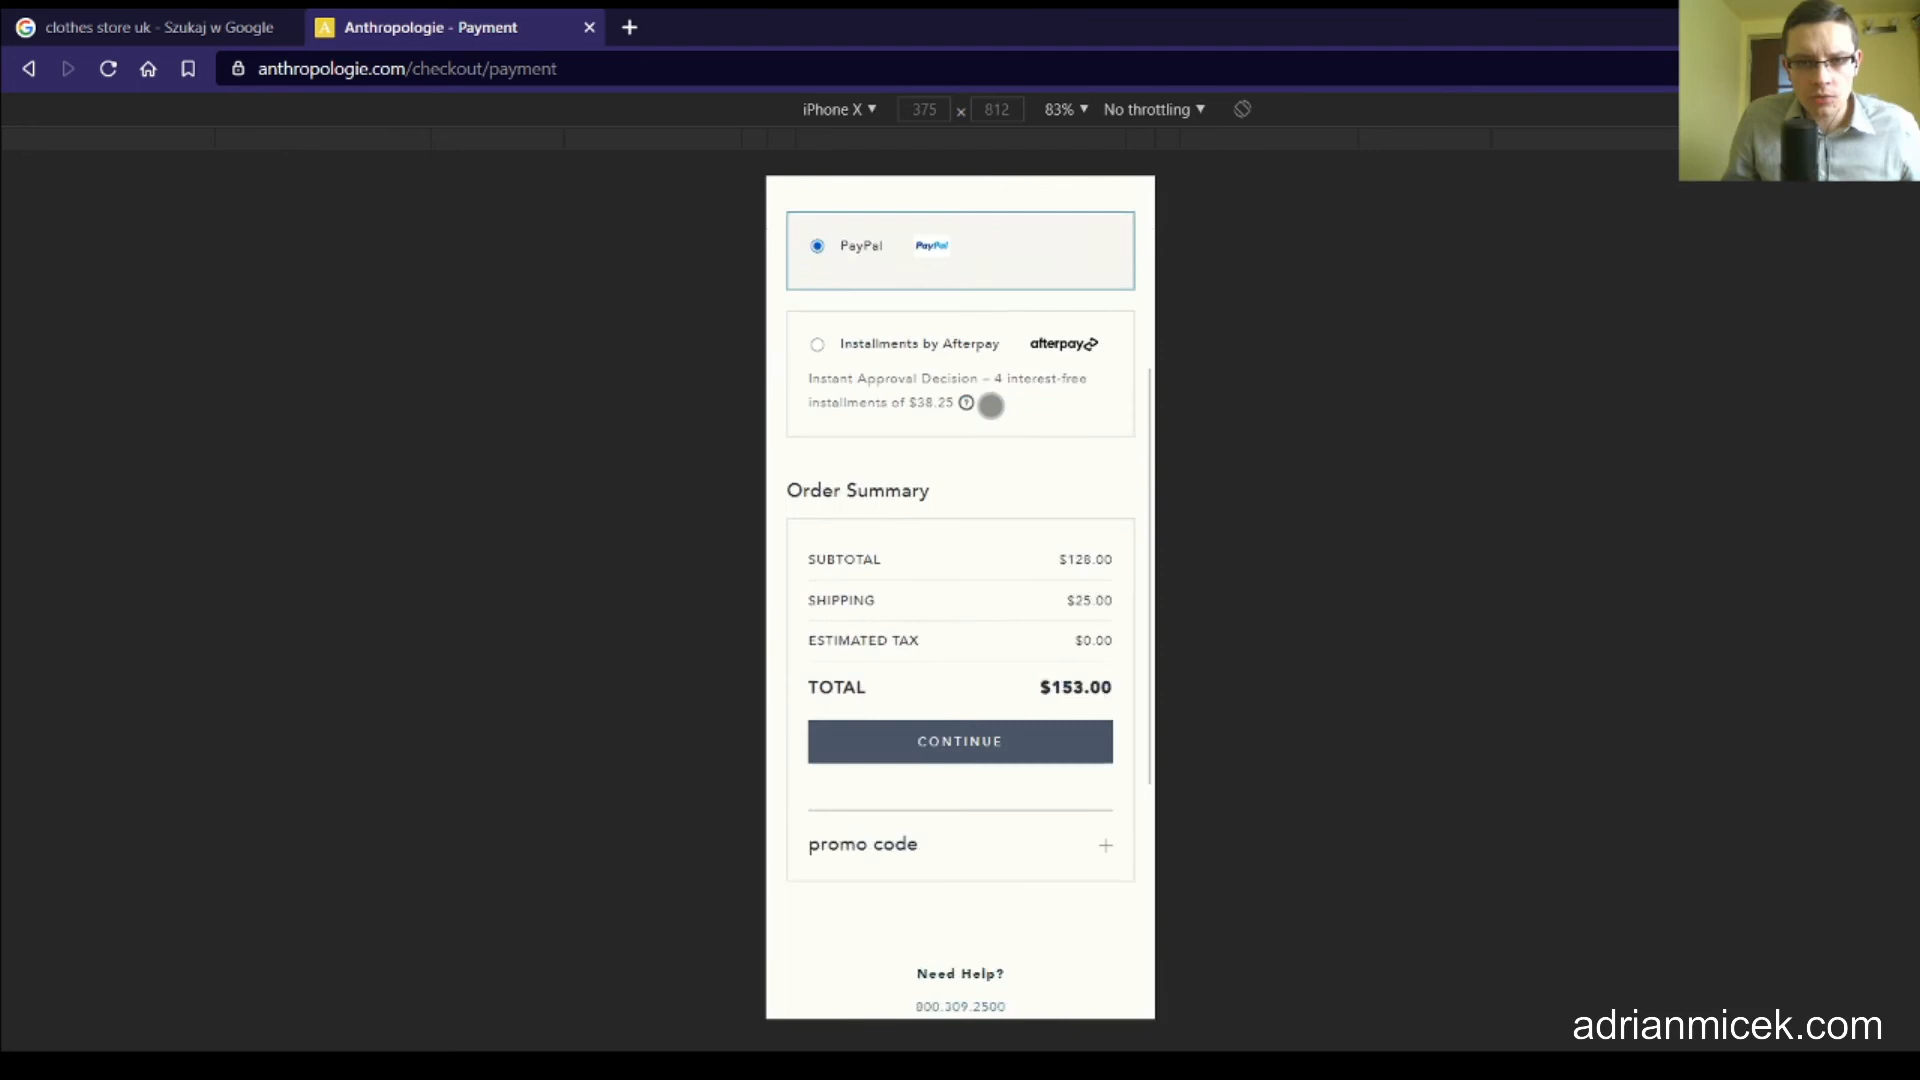 clothes store uk - Szukaj w Google
A Anthropologie - Payment
anthropologie.com/checkout/payment
iPhone X 375 x 812 83% No throttling
PayPal PayPal
Installments by Afterpay afterpay
Instant Approval Decision – 4 interest-free
installments of $38.25 ?
Order Summary
SUBTOTAL $128.00
SHIPPING $25.00
ESTIMATED TAX $0.00
TOTAL $153.00
CONTINUE
promo code +
Need Help?
800.309.2500
adrianmicek.com